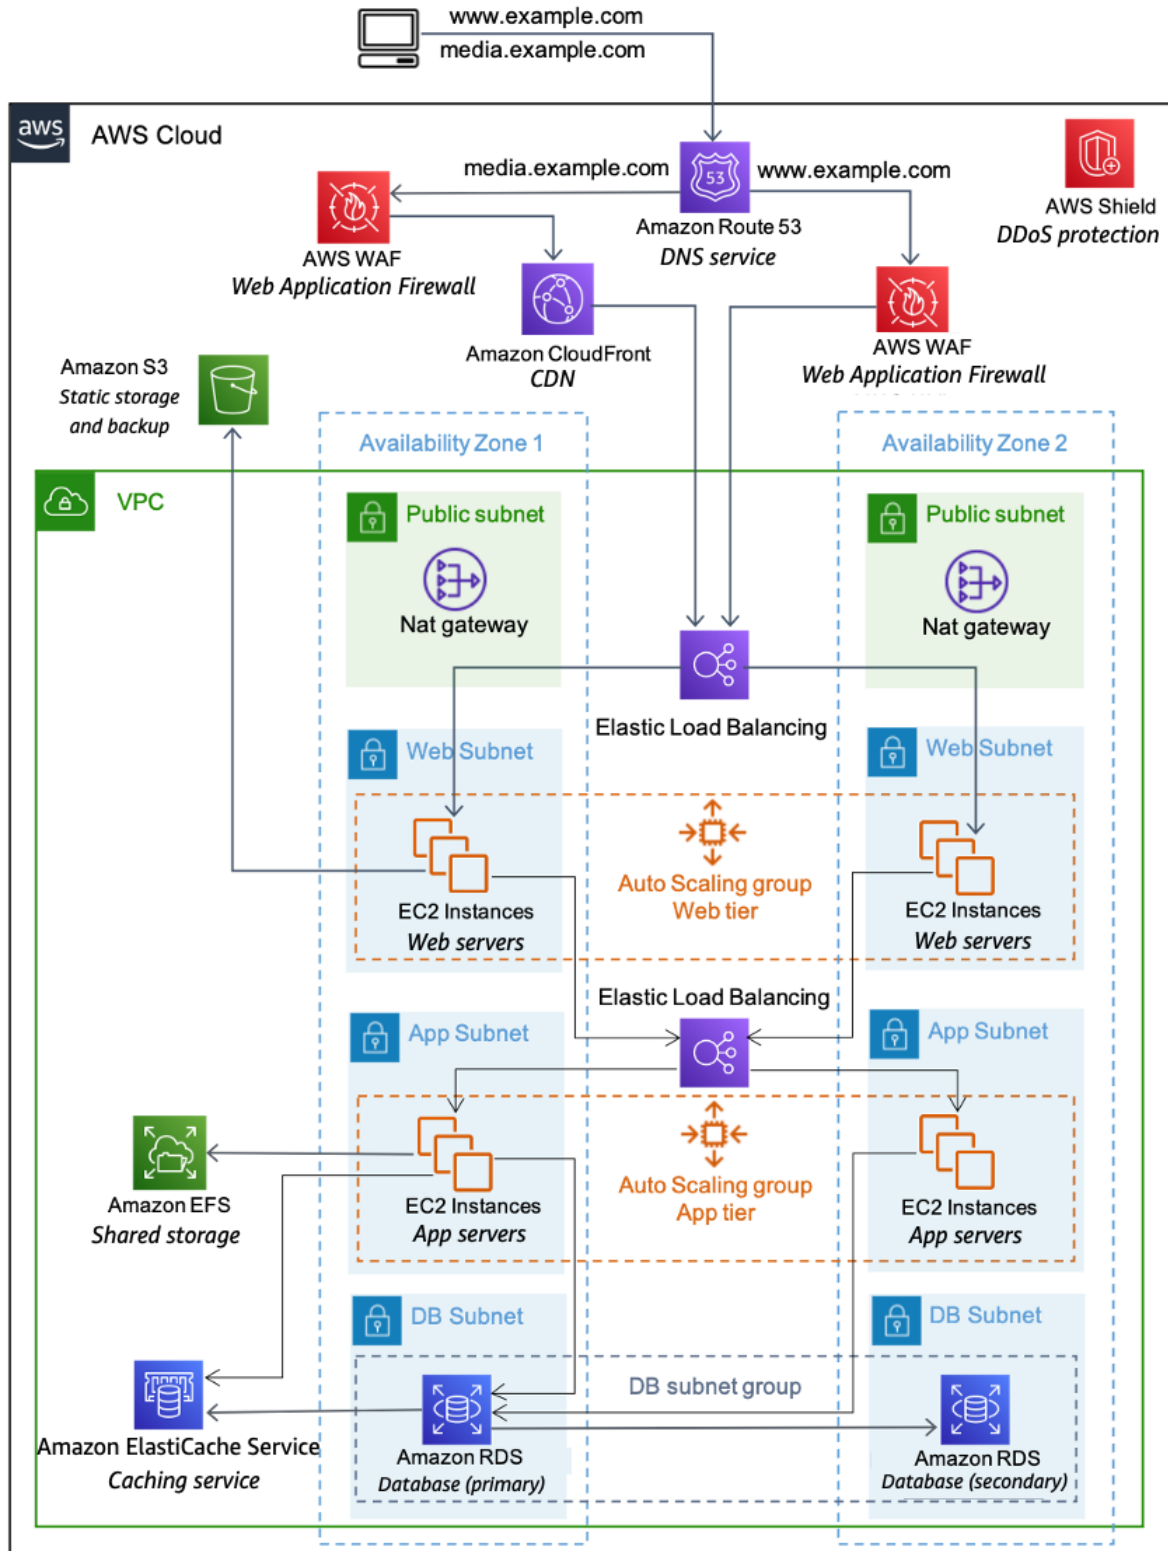 www.example.com
media.example.com
aws
AWS Cloud
media.example.com
www.example.com
53
Amazon Route 53
DNS service
AWS Shield
DDoS protection
AWS WAF
Web Application Firewall
Amazon CloudFront
CDN
AWS WAF
Web Application Firewall
Amazon S3
Static storage
and backup
Availability Zone 1
Availability Zone 2
VPC
Public subnet
Nat gateway
Public subnet
Nat gateway
Elastic Load Balancing
Web Subnet
Web Subnet
EC2 Instances
Web servers
Auto Scaling group
Web tier
EC2 Instances
Web servers
Elastic Load Balancing
App Subnet
App Subnet
Amazon EFS
Shared storage
EC2 Instances
App servers
Auto Scaling group
App tier
EC2 Instances
App servers
DB Subnet
DB Subnet
DB subnet group
Amazon ElastiCache Service
Caching service
Amazon RDS
Database (primary)
Amazon RDS
Database (secondary)